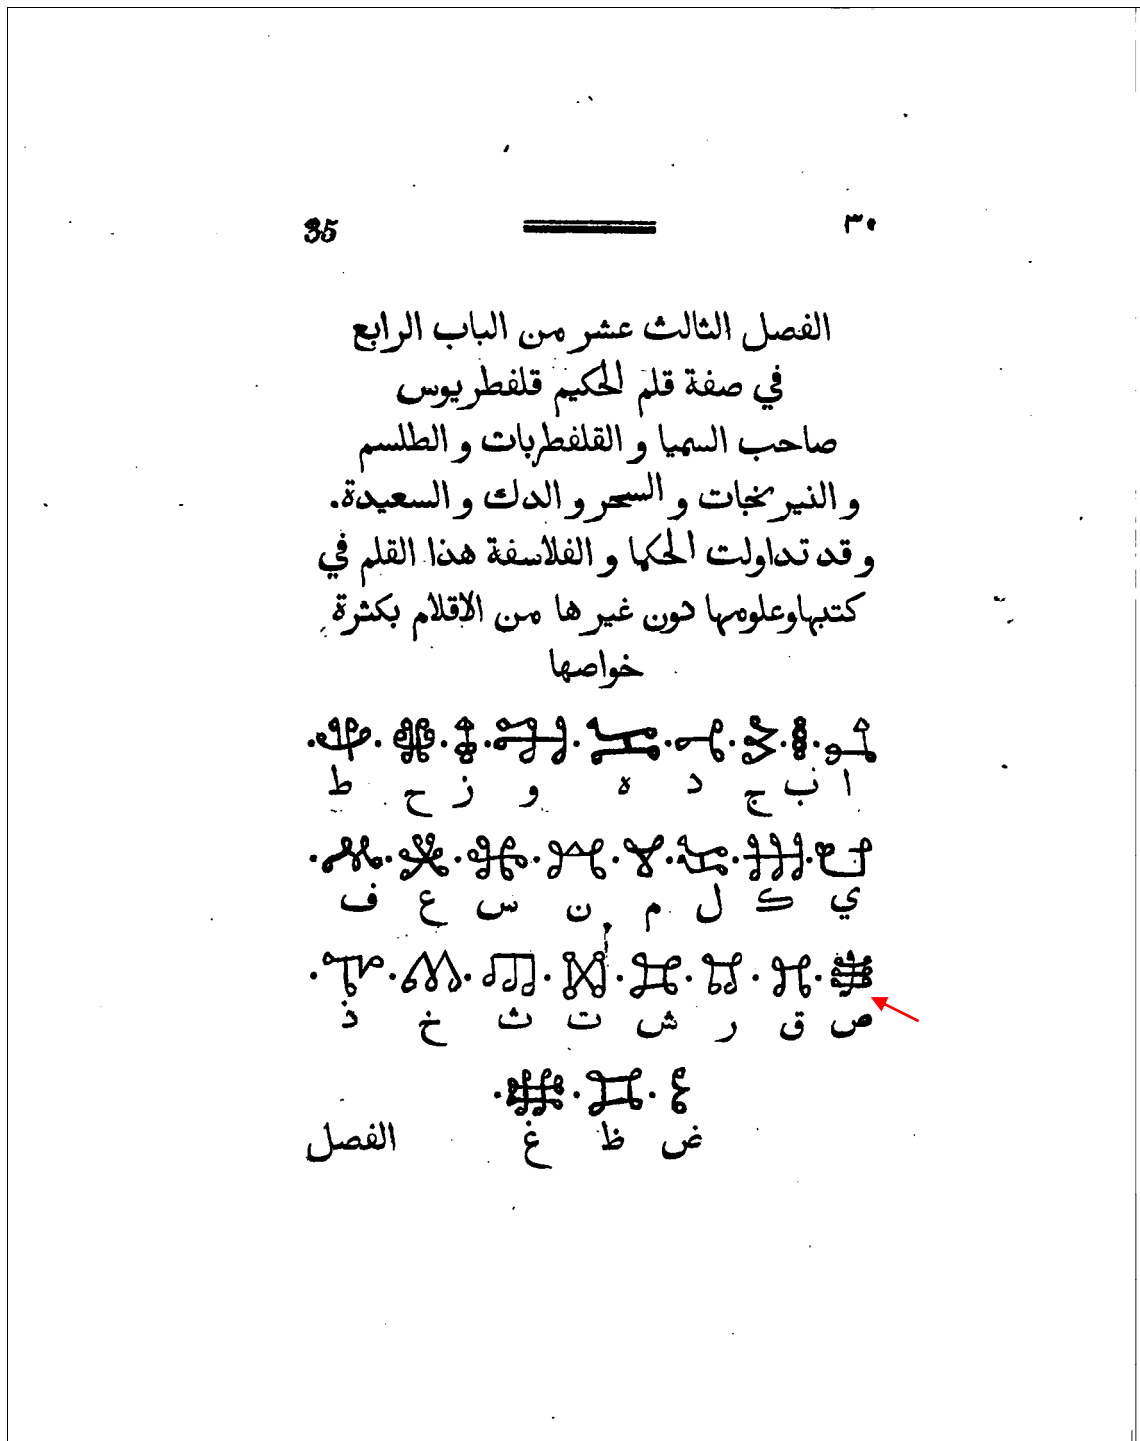 35 ٣٥
الفصل الثالث عشر من الباب الرابع
في صفة قلم الحكيم قلفطريوس
صاحب السميا و القلفطربات و الطلسم
و النيرنجات و السحر و الدك و السعيدة.
و قد تداولت الحكما و الفلاسفة هذا القلم في
كتبها وعلومها دون غيرها من الاقلام بكثرة
خواصها
ا ب ج د ه و ز ح ط
ي ك ل م ن س ع ف
ص ق ر ش ت ث خ ذ
ض ظ غ الفصل